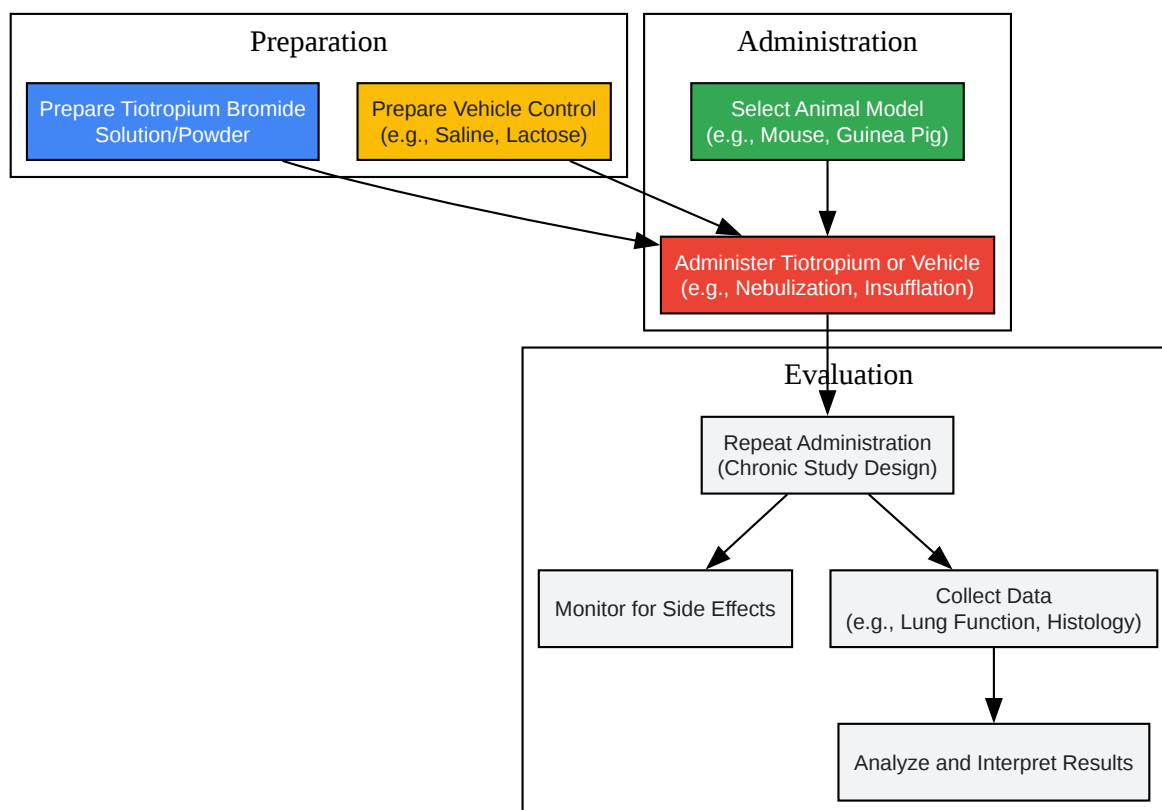 Preparation
Administration
Prepare Tiotropium Bromide
Solution/Powder
Prepare Vehicle Control
(e.g., Saline, Lactose)
Select Animal Model
(e.g., Mouse, Guinea Pig)
Administer Tiotropium or Vehicle
(e.g., Nebulization, Insufflation)
Evaluation
Repeat Administration
(Chronic Study Design)
Monitor for Side Effects
Collect Data
(e.g., Lung Function, Histology)
Analyze and Interpret Results